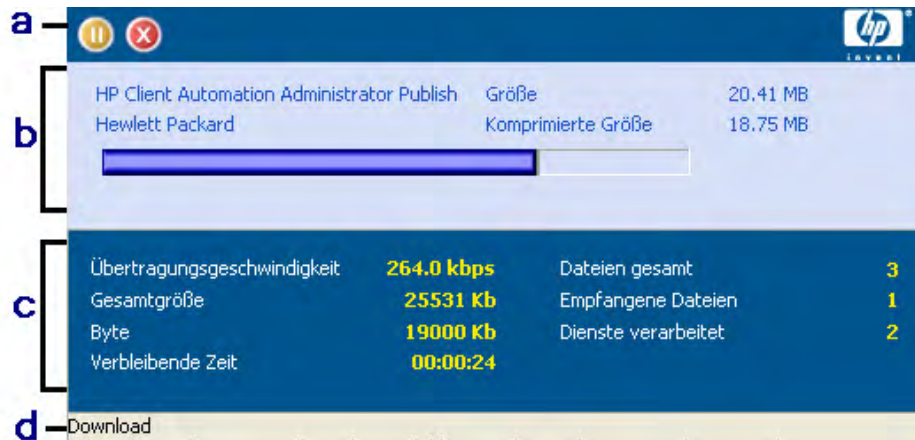 a
hp
invent
b
HP Client Automation Administrator Publish Größe 20.41 MB
Hewlett Packard Komprimierte Größe 18.75 MB
c
Übertragungsgeschwindigkeit 264.0 kbps Dateien gesamt 3
Gesamtgröße 25531 Kb Empfangene Dateien 1
Byte 19000 Kb Dienste verarbeitet 2
Verbleibende Zeit 00:00:24
d
Download